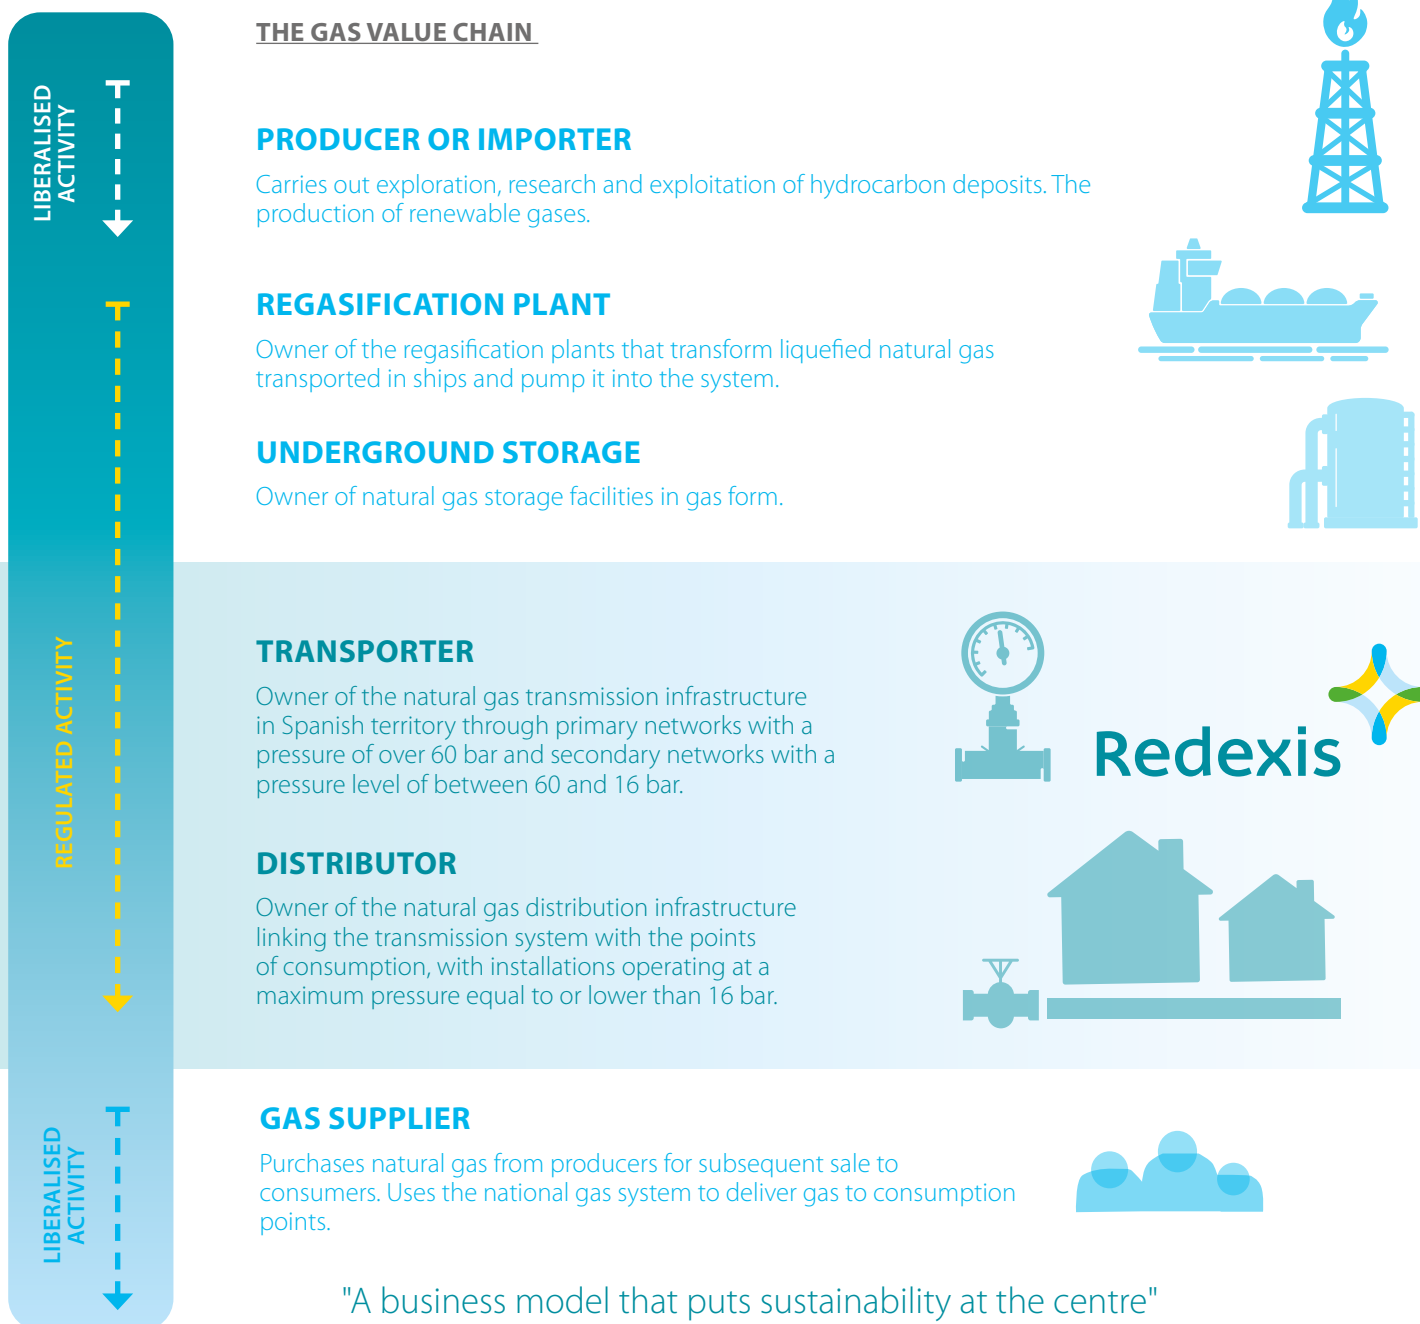 THE GAS VALUE CHAIN
LIBERALISED
ACTIVITY
PRODUCER OR IMPORTER
Carries out exploration, research and exploitation of hydrocarbon deposits. The
production of renewable gases.
REGASIFICATION PLANT
Owner of the regasification plants that transform liquefied natural gas
transported in ships and pump it into the system.
UNDERGROUND STORAGE
Owner of natural gas storage facilities in gas form.
REGULATED ACTIVITY
TRANSPORTER
Owner of the natural gas transmission infrastructure
in Spanish territory through primary networks with a
pressure of over 60 bar and secondary networks with a
pressure level of between 60 and 16 bar.
Redexis
DISTRIBUTOR
Owner of the natural gas distribution infrastructure
linking the transmission system with the points
of consumption, with installations operating at a
maximum pressure equal to or lower than 16 bar.
LIBERALISED
ACTIVITY
GAS SUPPLIER
Purchases natural gas from producers for subsequent sale to
consumers. Uses the national gas system to deliver gas to consumption
points.
"A business model that puts sustainability at the centre"